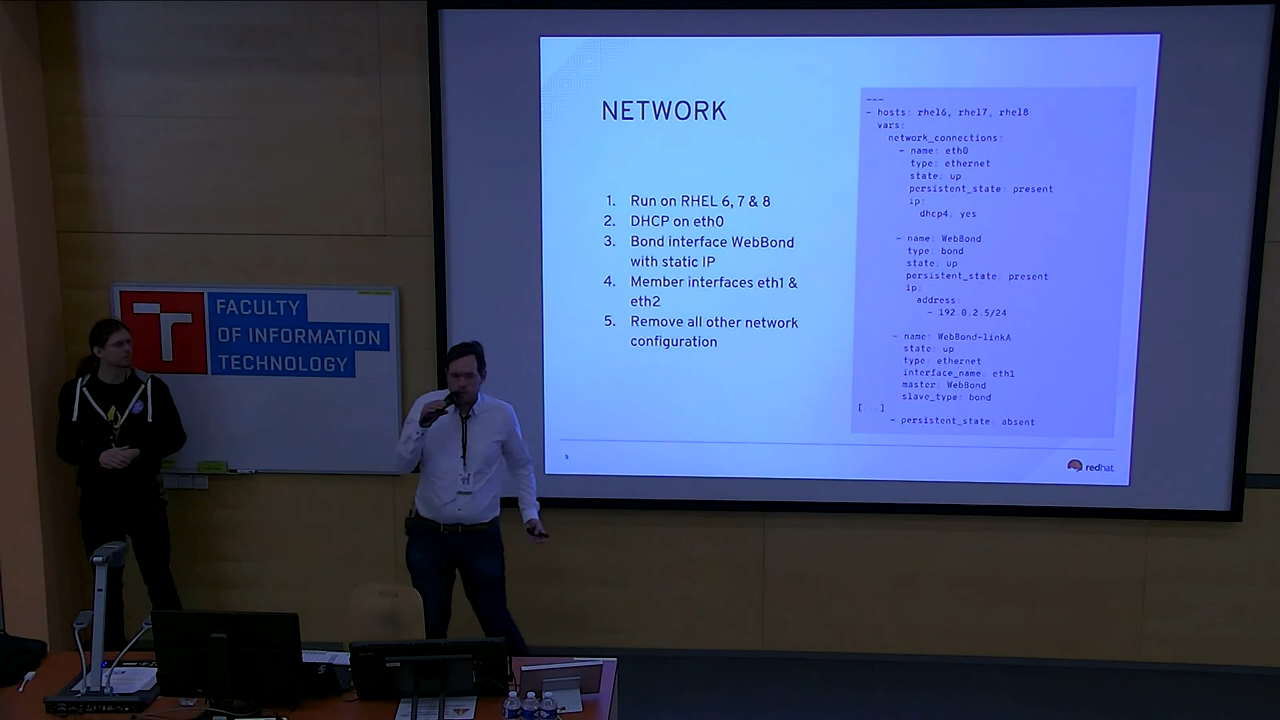 NETWORK
1. Run on RHEL 6, 7 & 8
2. DHCP on eth0
3. Bond interface WebBond
with static IP
4. Member interfaces eth1 &
eth2
5. Remove all other network
configuration
---
- hosts: rhel6, rhel7, rhel8
vars:
network_connections:
- name: eth0
type: ethernet
state: up
persistent_state: present
ip:
dhcp4: yes
- name: WebBond
type: bond
state: up
persistent_state: present
ip:
address:
- 192.0.2.5/24
- name: WebBond-linkA
state: up
type: ethernet
interface_name: eth1
master: WebBond
slave_type: bond
[...]
- persistent_state: absent
9
redhat
T
FACULTY
OF INFORMATION
TECHNOLOGY